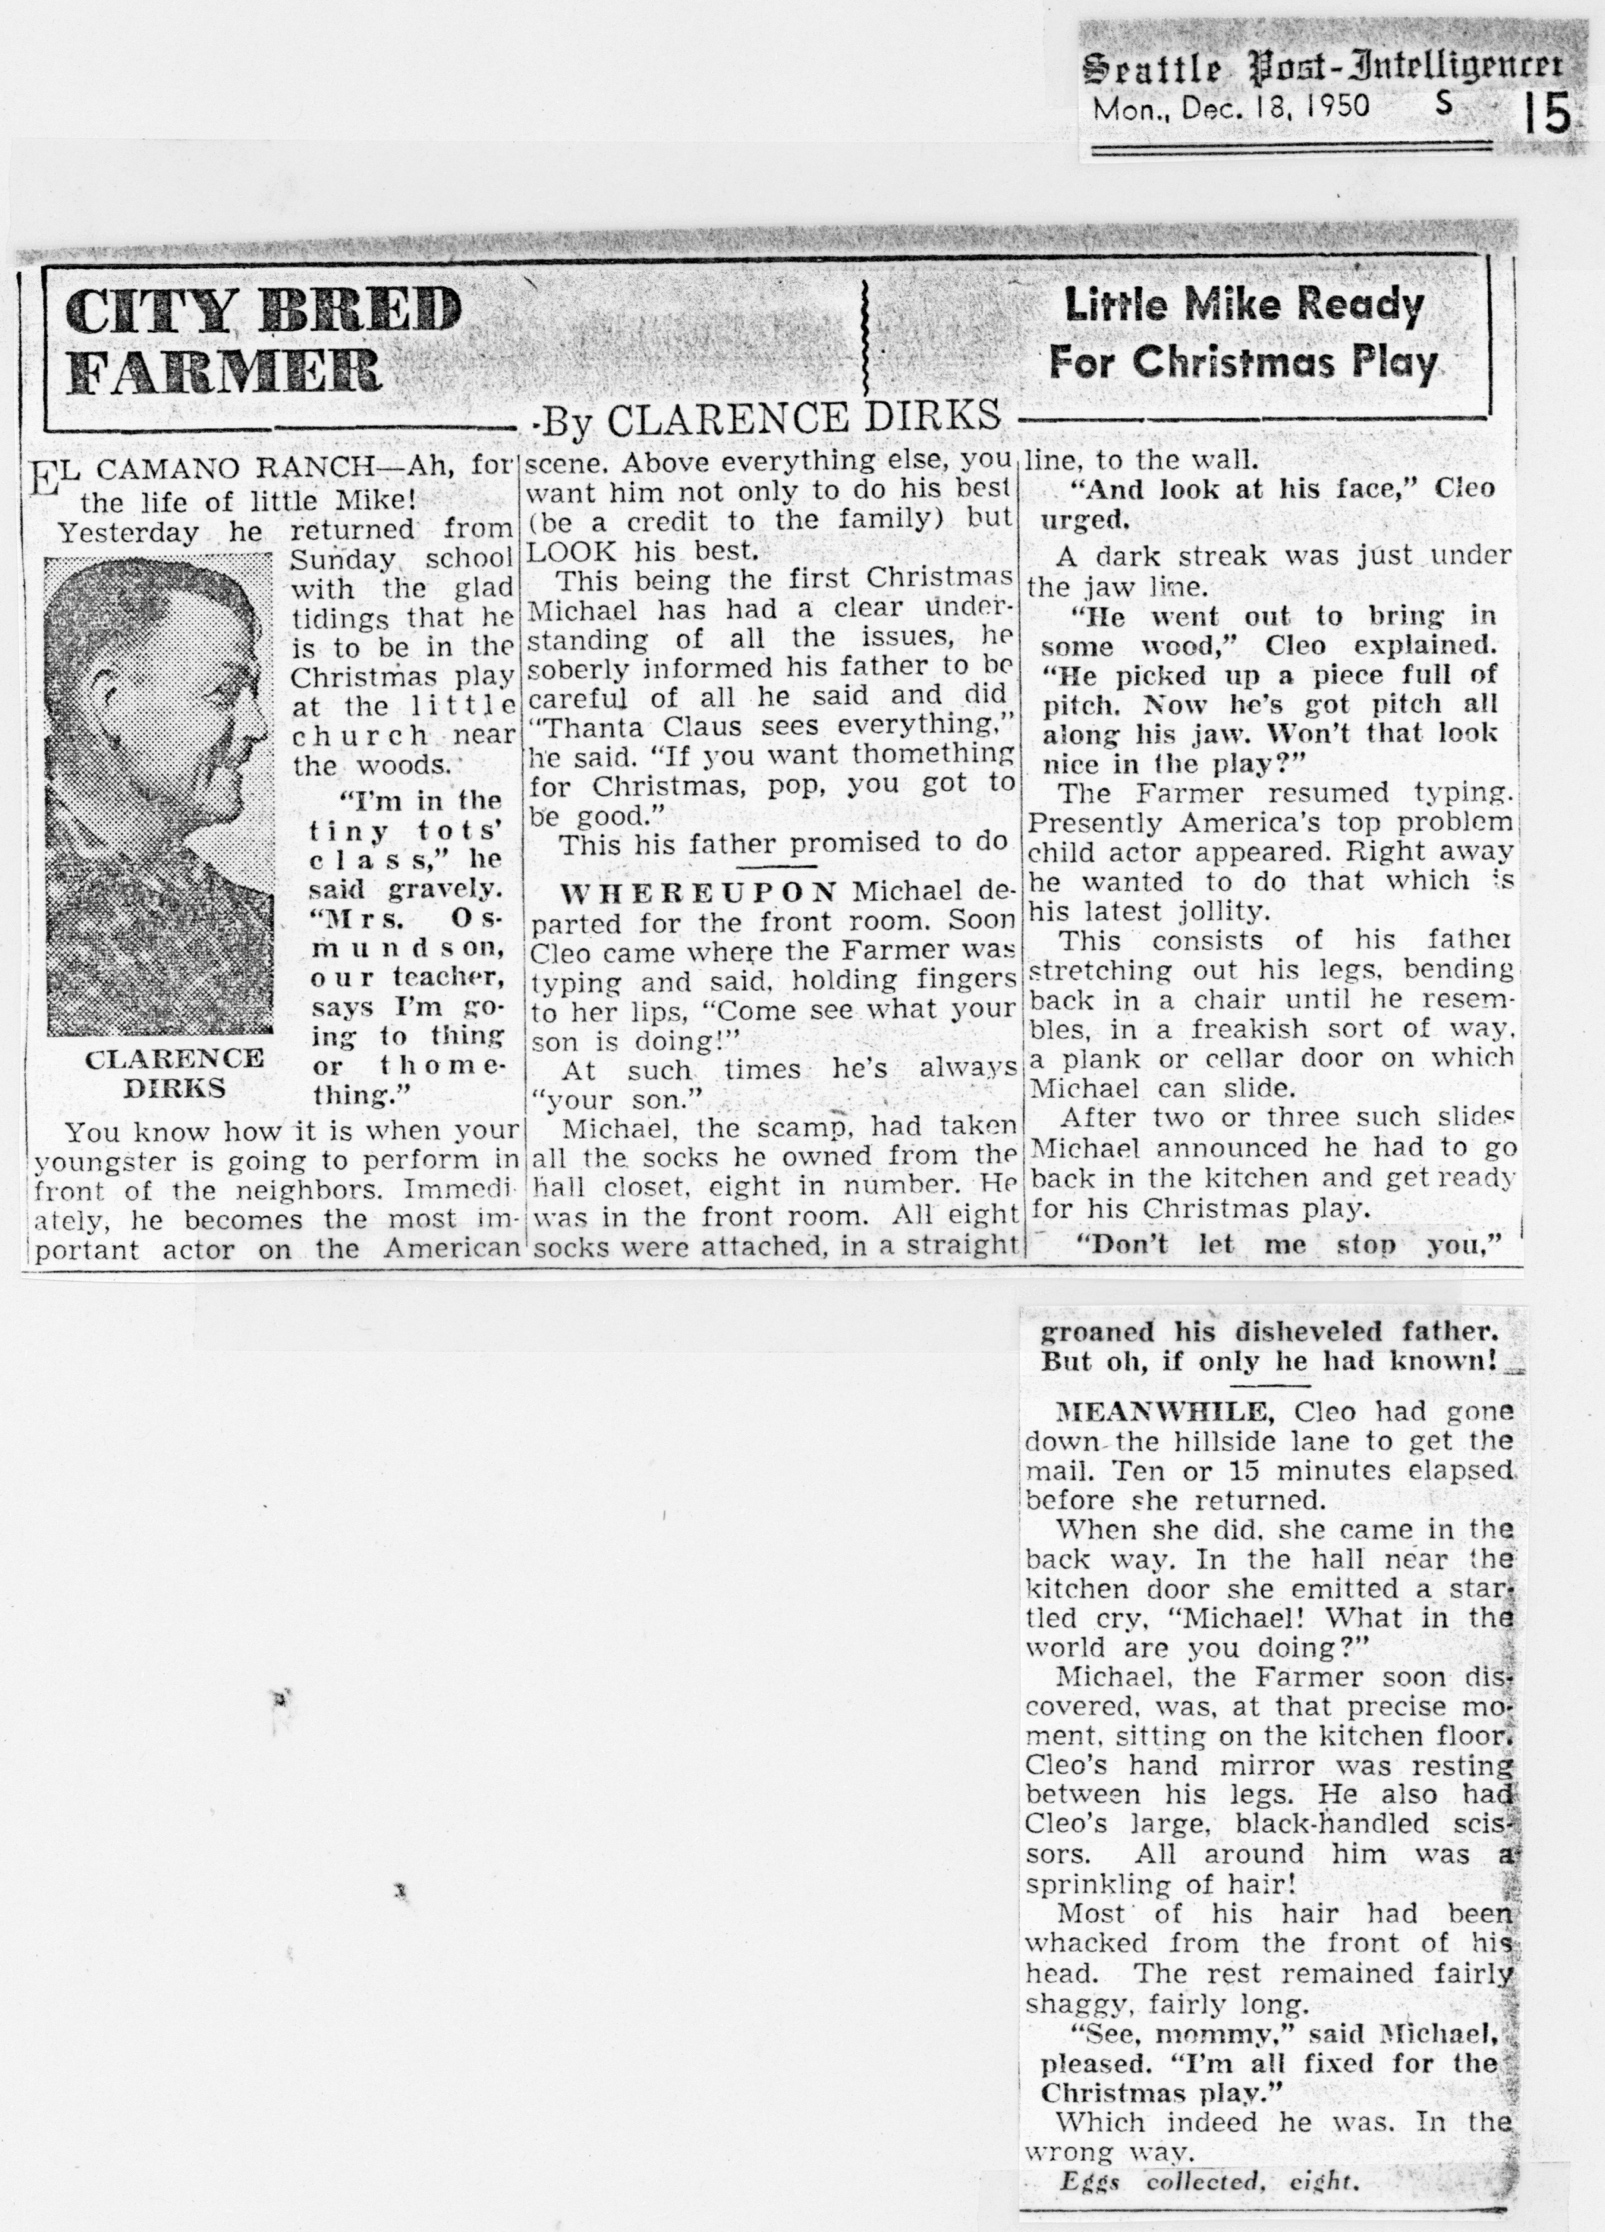 Seattle Post-Intelligencer
Mon., Dec. 18, 1950 S 15
CITY BRED
FARMER
Little Mike Ready
For Christmas Play
-By CLARENCE DIRKS
EL CAMANO RANCH—Ah, for
the life of little Mike!
Yesterday he returned from
Sunday school
with the glad
tidings that he
is to be in the
Christmas play
at the little
church near
the woods.
"I'm in the
tiny tots'
class," he
said gravely.
"Mrs. Os-
mundson,
our teacher,
says I'm go-
ing to thing
or thome-
thing."
CLARENCE
DIRKS
You know how it is when your
youngster is going to perform in
front of the neighbors. Immedi-
ately, he becomes the most im-
portant actor on the American
scene. Above everything else, you
want him not only to do his best
(be a credit to the family) but
LOOK his best.
This being the first Christmas
Michael has had a clear under-
standing of all the issues, he
soberly informed his father to be
careful of all he said and did
"Thanta Claus sees everything,"
he said. "If you want thomething
for Christmas, pop, you got to
be good."
This his father promised to do
WHEREUPON Michael de-
parted for the front room. Soon
Cleo came where the Farmer was
typing and said, holding fingers
to her lips, "Come see what your
son is doing!"
At such times he's always
"your son."
Michael, the scamp, had taken
all the socks he owned from the
hall closet, eight in number. He
was in the front room. All eight
socks were attached, in a straight
line, to the wall.
"And look at his face," Cleo
urged.
A dark streak was just under
the jaw line.
"He went out to bring in
some wood," Cleo explained.
"He picked up a piece full of
pitch. Now he's got pitch all
along his jaw. Won't that look
nice in the play?"
The Farmer resumed typing.
Presently America's top problem
child actor appeared. Right away
he wanted to do that which is
his latest jollity.
This consists of his father
stretching out his legs, bending
back in a chair until he resem-
bles, in a freakish sort of way,
a plank or cellar door on which
Michael can slide.
After two or three such slides
Michael announced he had to go
back in the kitchen and get ready
for his Christmas play.
"Don't let me stop you,"
groaned his disheveled father.
But oh, if only he had known!
MEANWHILE, Cleo had gone
down the hillside lane to get the
mail. Ten or 15 minutes elapsed
before she returned.
When she did, she came in the
back way. In the hall near the
kitchen door she emitted a star-
tled cry, "Michael! What in the
world are you doing?"
Michael, the Farmer soon dis-
covered, was, at that precise mo-
ment, sitting on the kitchen floor.
Cleo's hand mirror was resting
between his legs. He also had
Cleo's large, black-handled scis-
sors. All around him was a
sprinkling of hair!
Most of his hair had been
whacked from the front of his
head. The rest remained fairly
shaggy, fairly long.
"See, mommy," said Michael,
pleased. "I'm all fixed for the
Christmas play."
Which indeed he was. In the
wrong way.
Eggs collected, eight.